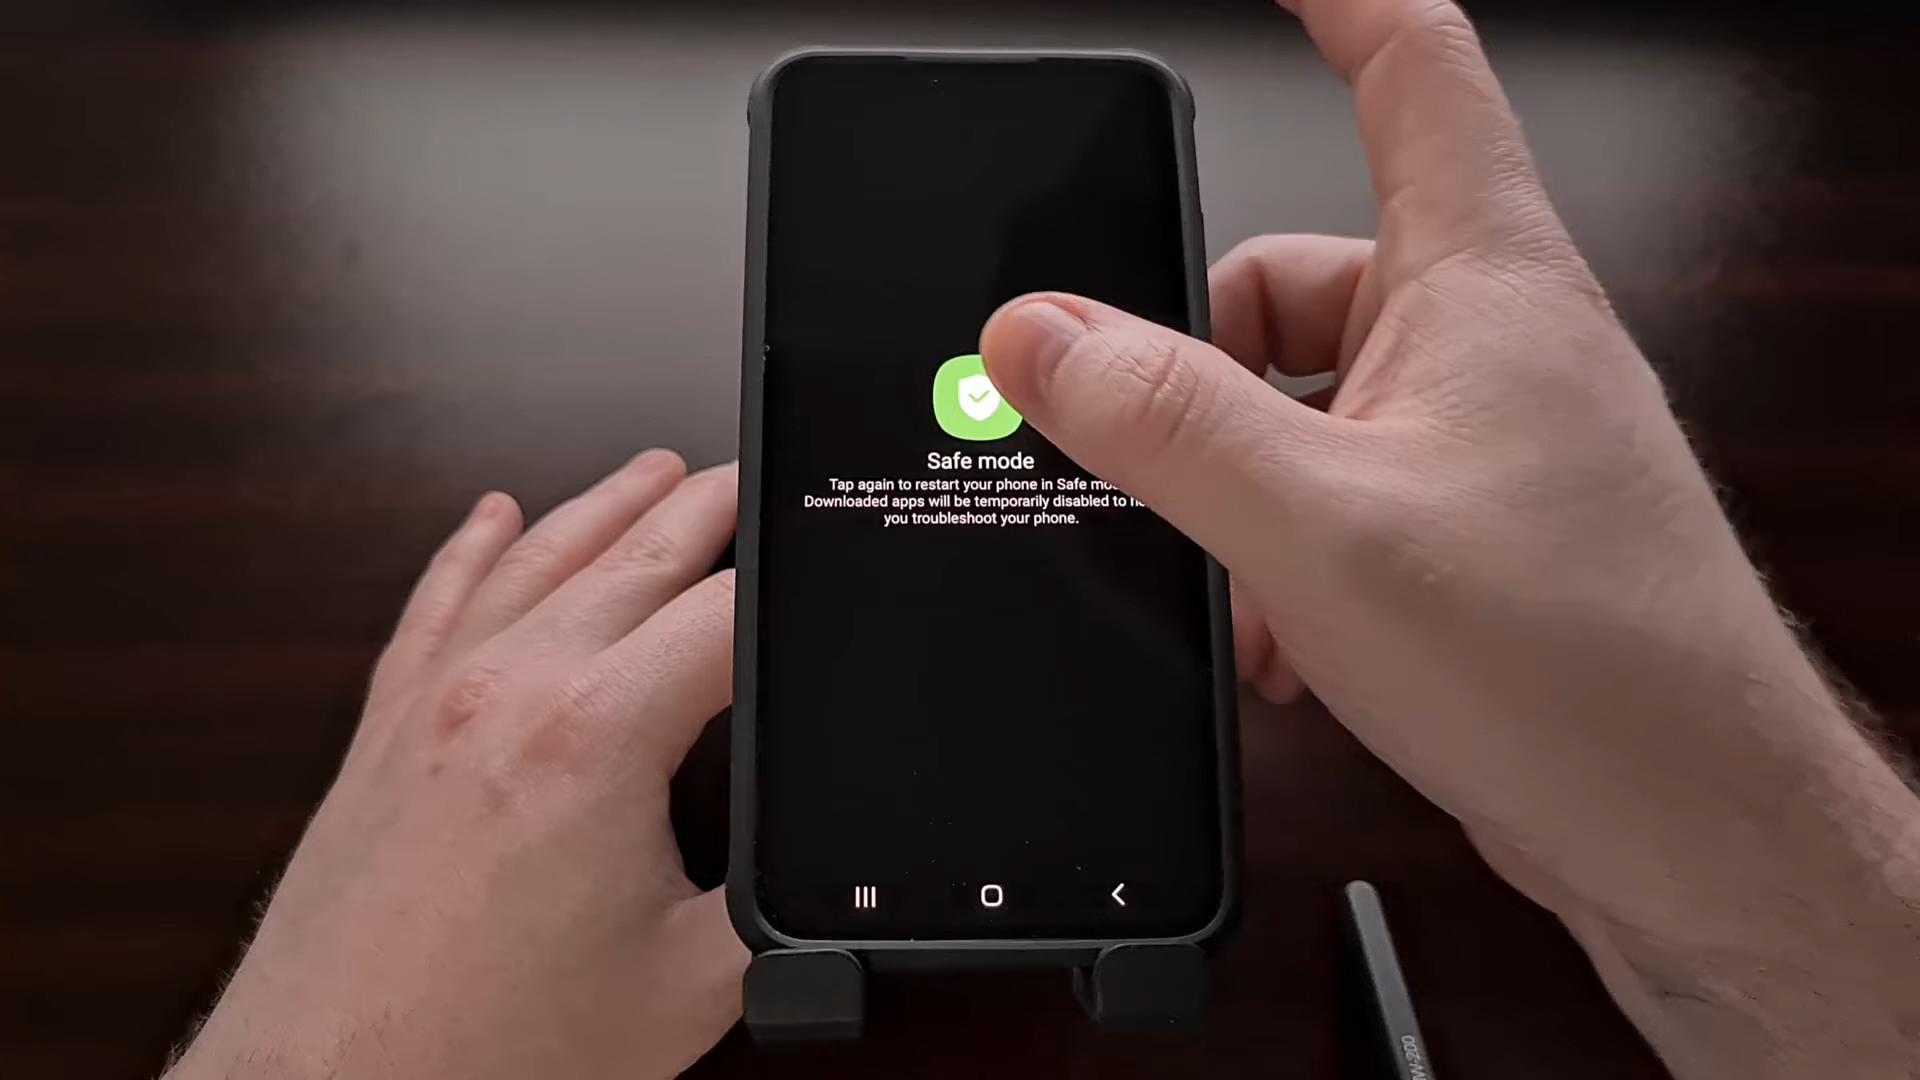 Safe mode
Tap again to restart your phone in Safe
Downloaded apps will be temporarily disabled to
you troubleshoot your phone.